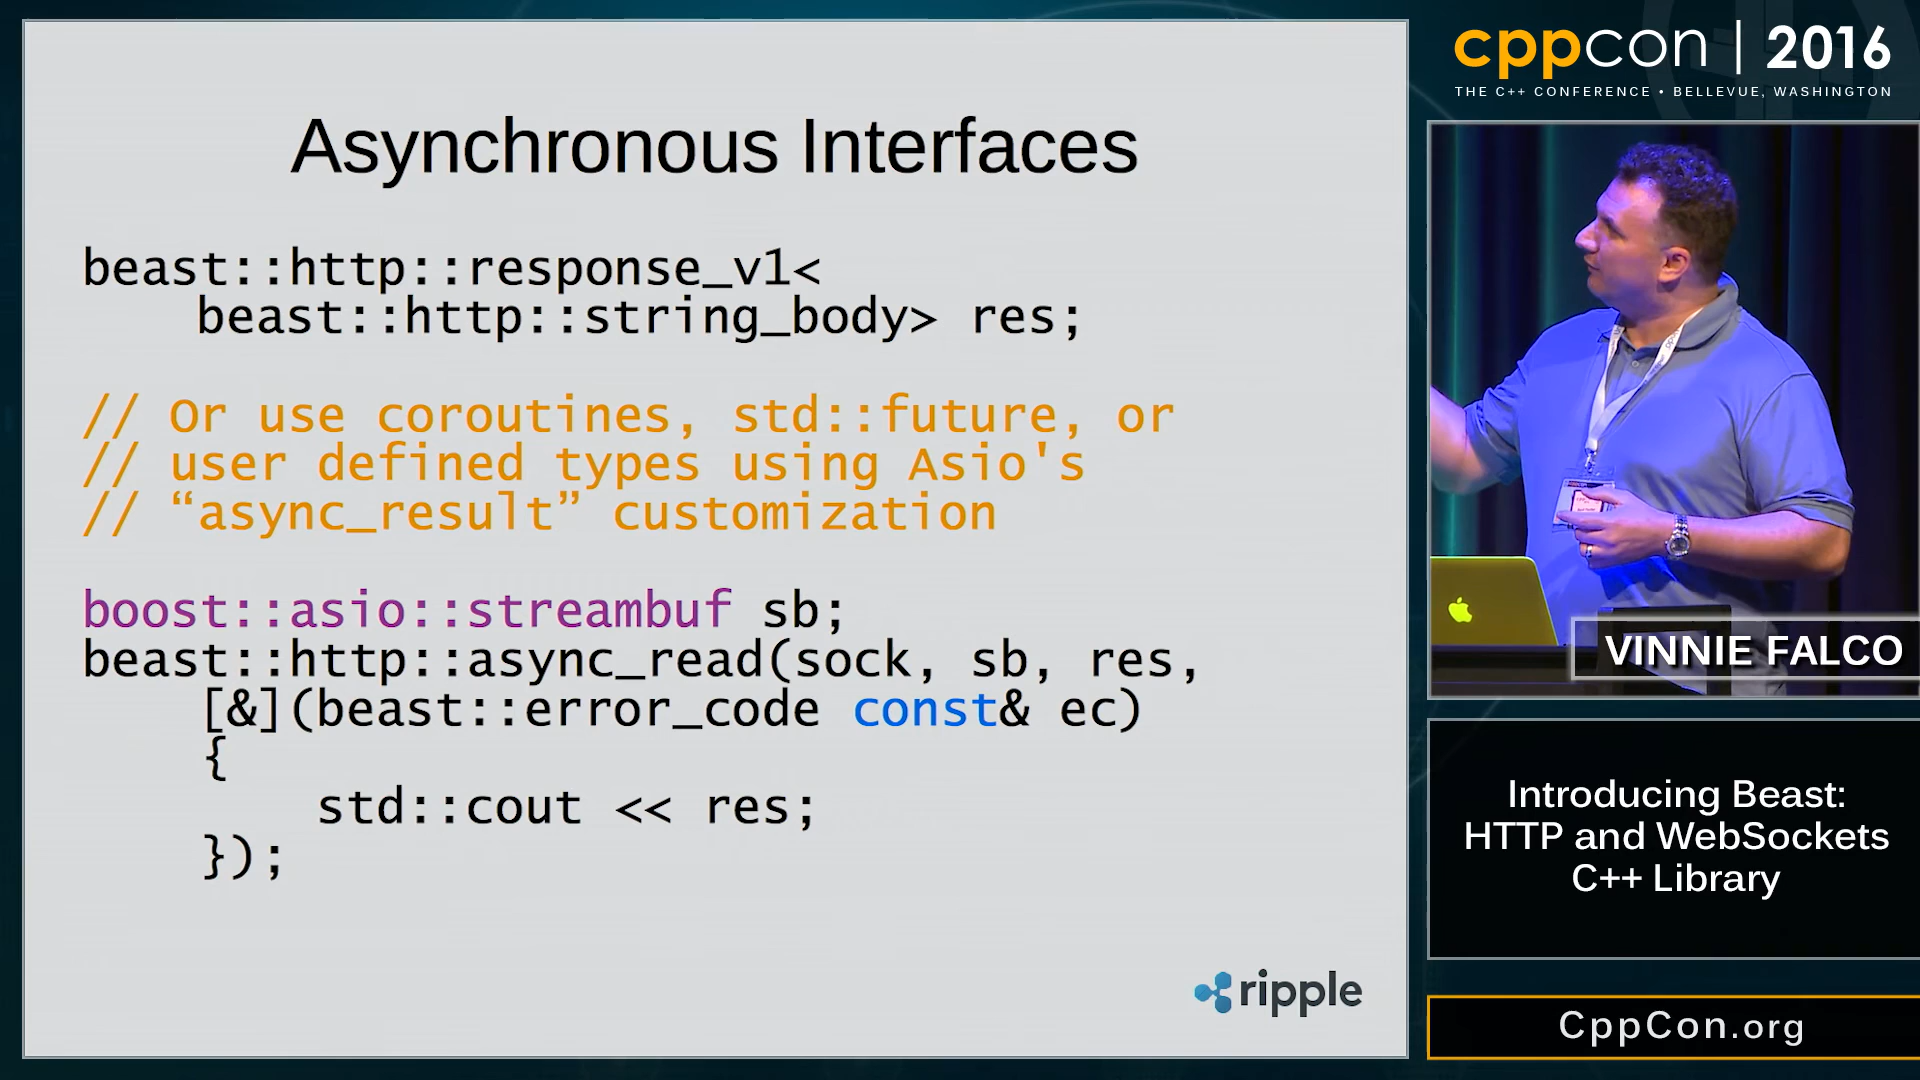 Asynchronous Interfaces
beast::http::response_v1<
beast::http::string_body> res;
// Or use coroutines, std::future, or
// user defined types using Asio's
// “async_result” customization
boost::asio::streambuf sb;
beast::http::async_read(sock, sb, res,
[&](beast::error_code const& ec)
{
std::cout << res;
});
ripple
cppcon | 2016
THE C++ CONFERENCE • BELLEVUE, WASHINGTON
VINNIE FALCO
Introducing Beast:
HTTP and WebSockets
C++ Library
CppCon.org